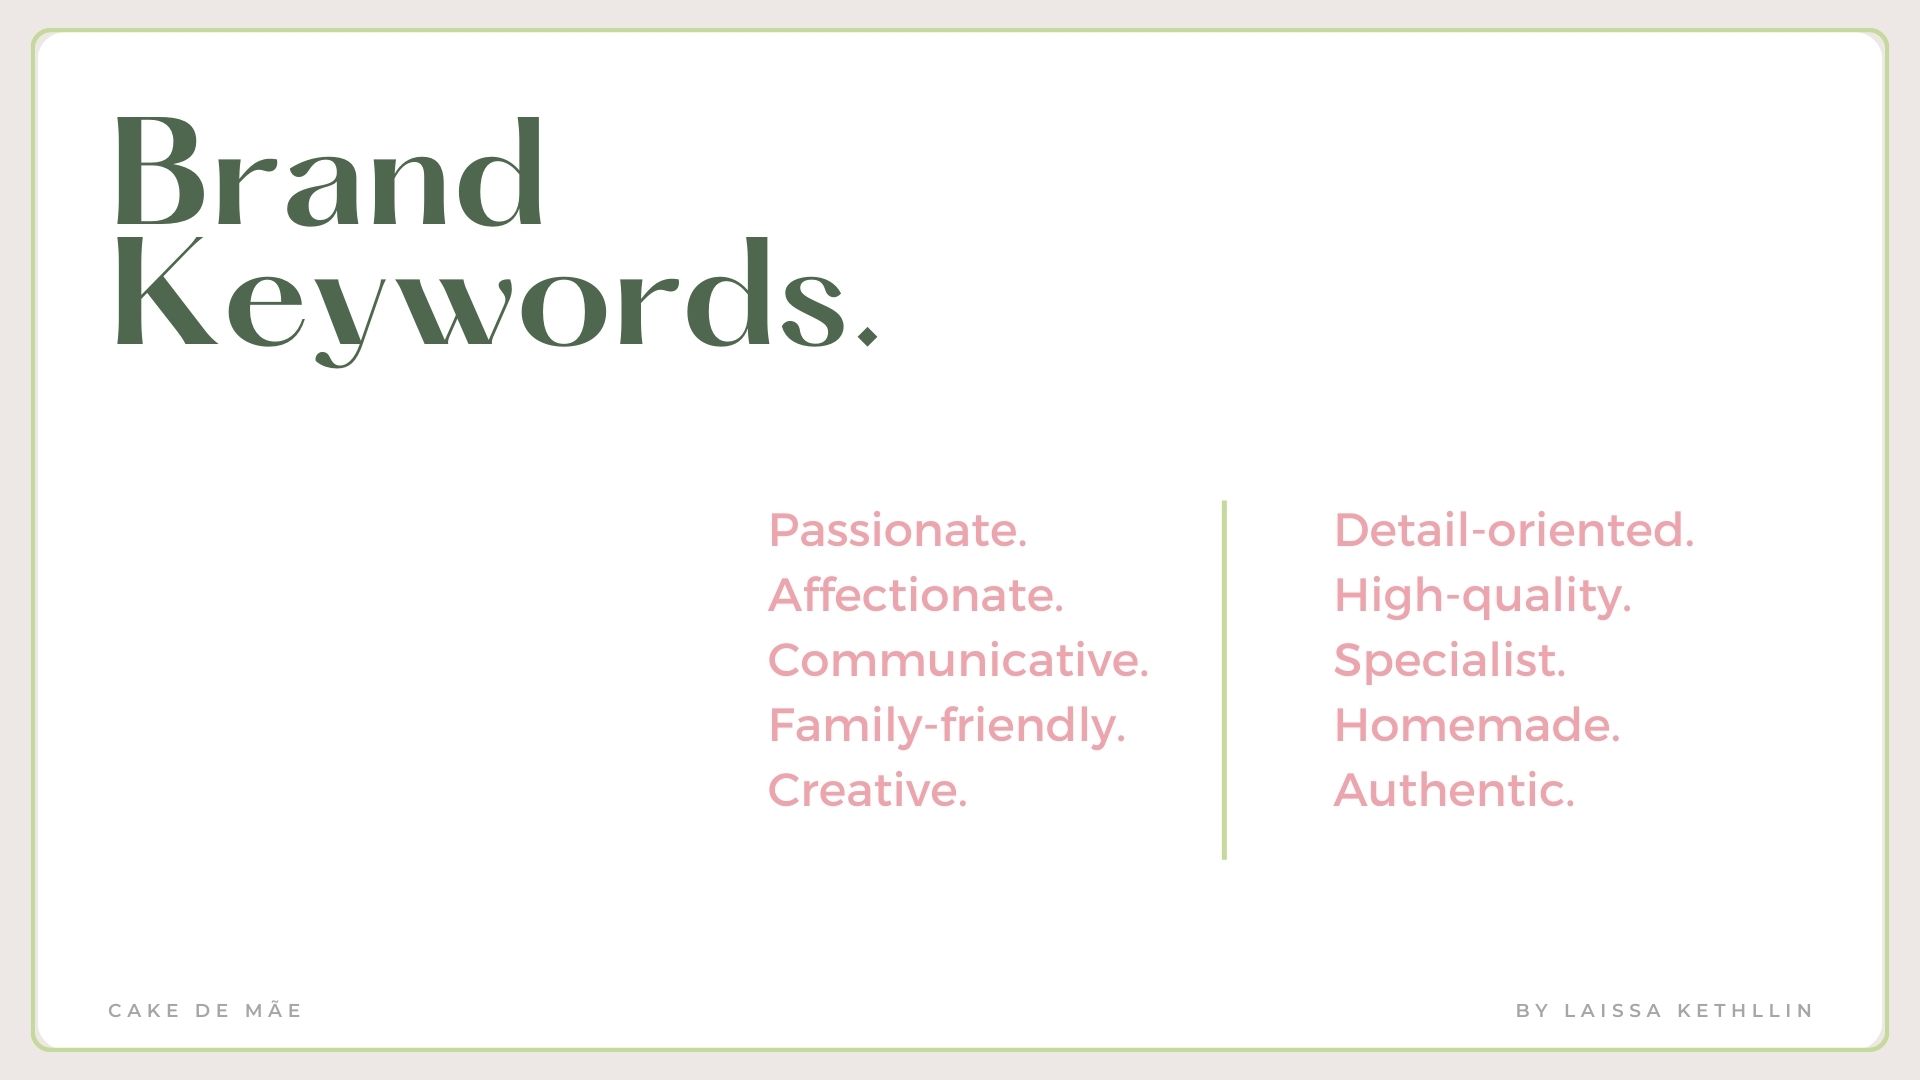 Brand
Keywords.
Passionate.
Affectionate.
Communicative.
Family-friendly.
Creative.
Detail-oriented.
High-quality.
Specialist.
Homemade.
Authentic.
CAKE DE MÃE
BY LAISSA KETHLLIN